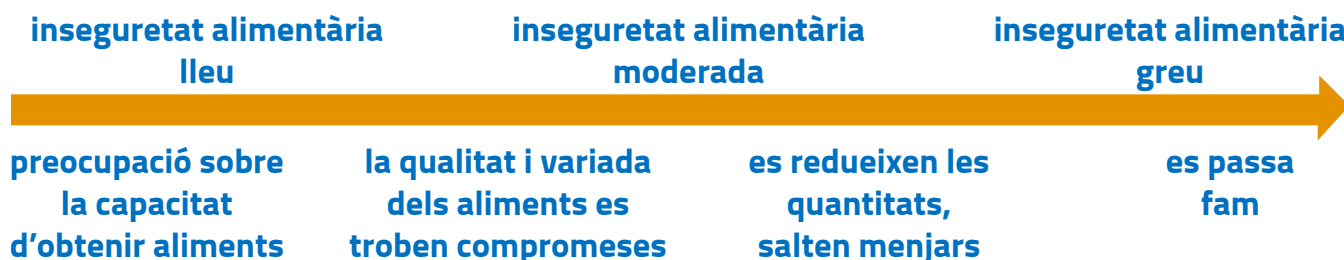 inseguretat alimentària
lleu
inseguretat alimentària
moderada
inseguretat alimentària
greu
preocupació sobre
la capacitat
d'obtenir aliments
la qualitat i variada
dels aliments es
troben compromeses
es redueixen les
quantitats,
salten menjars
es passa
fam